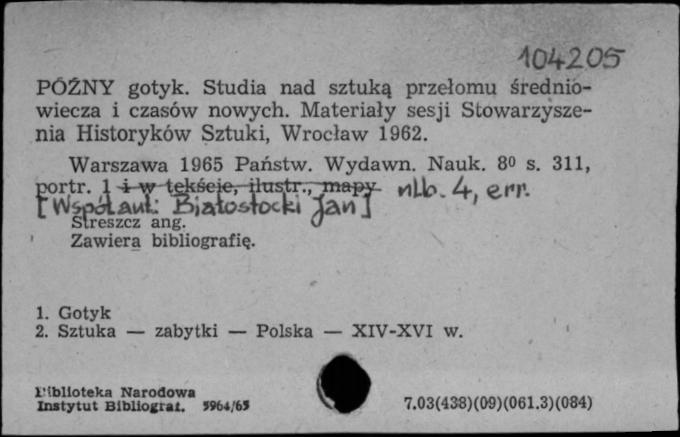 104205
PÓŹNY gotyk. Studia nad sztuką przełomu średnio-
wiecza i czasów nowych. Materiały sesji Stowarzysze-
nia Historyków Sztuki, Wrocław 1962.
Warszawa 1965 Państw. Wydawn. Nauk. 8⁰ s. 311,
portr. 1 i w tekście, ilustr., mapy nlb. 4, err.
[Współaut: Białostocki Jan]
Streszcz ang.
Zawiera bibliografię.
1. Gotyk
2. Sztuka — zabytki — Polska — XIV-XVI w.
Biblioteka Narodowa
Instytut Bibliograf. 5964/65 7.03(438)(09)(061.3)(084)